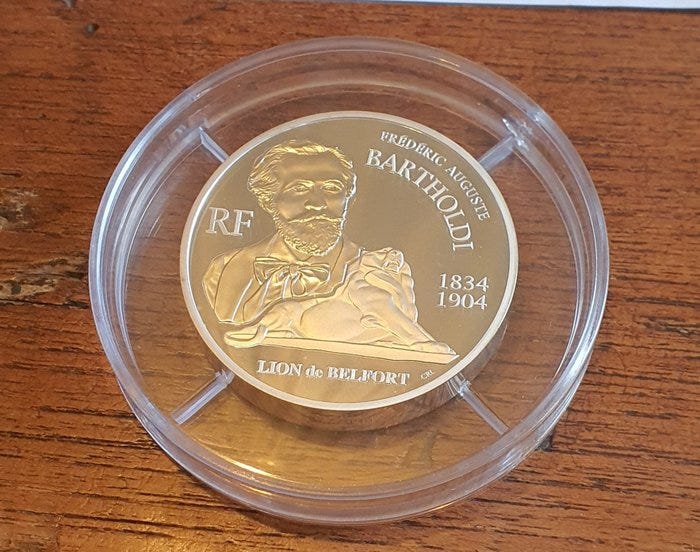 FRÉDÉRIC AUGUSTE
BARTHOLDI
RF
1834
1904
LION de BELFORT